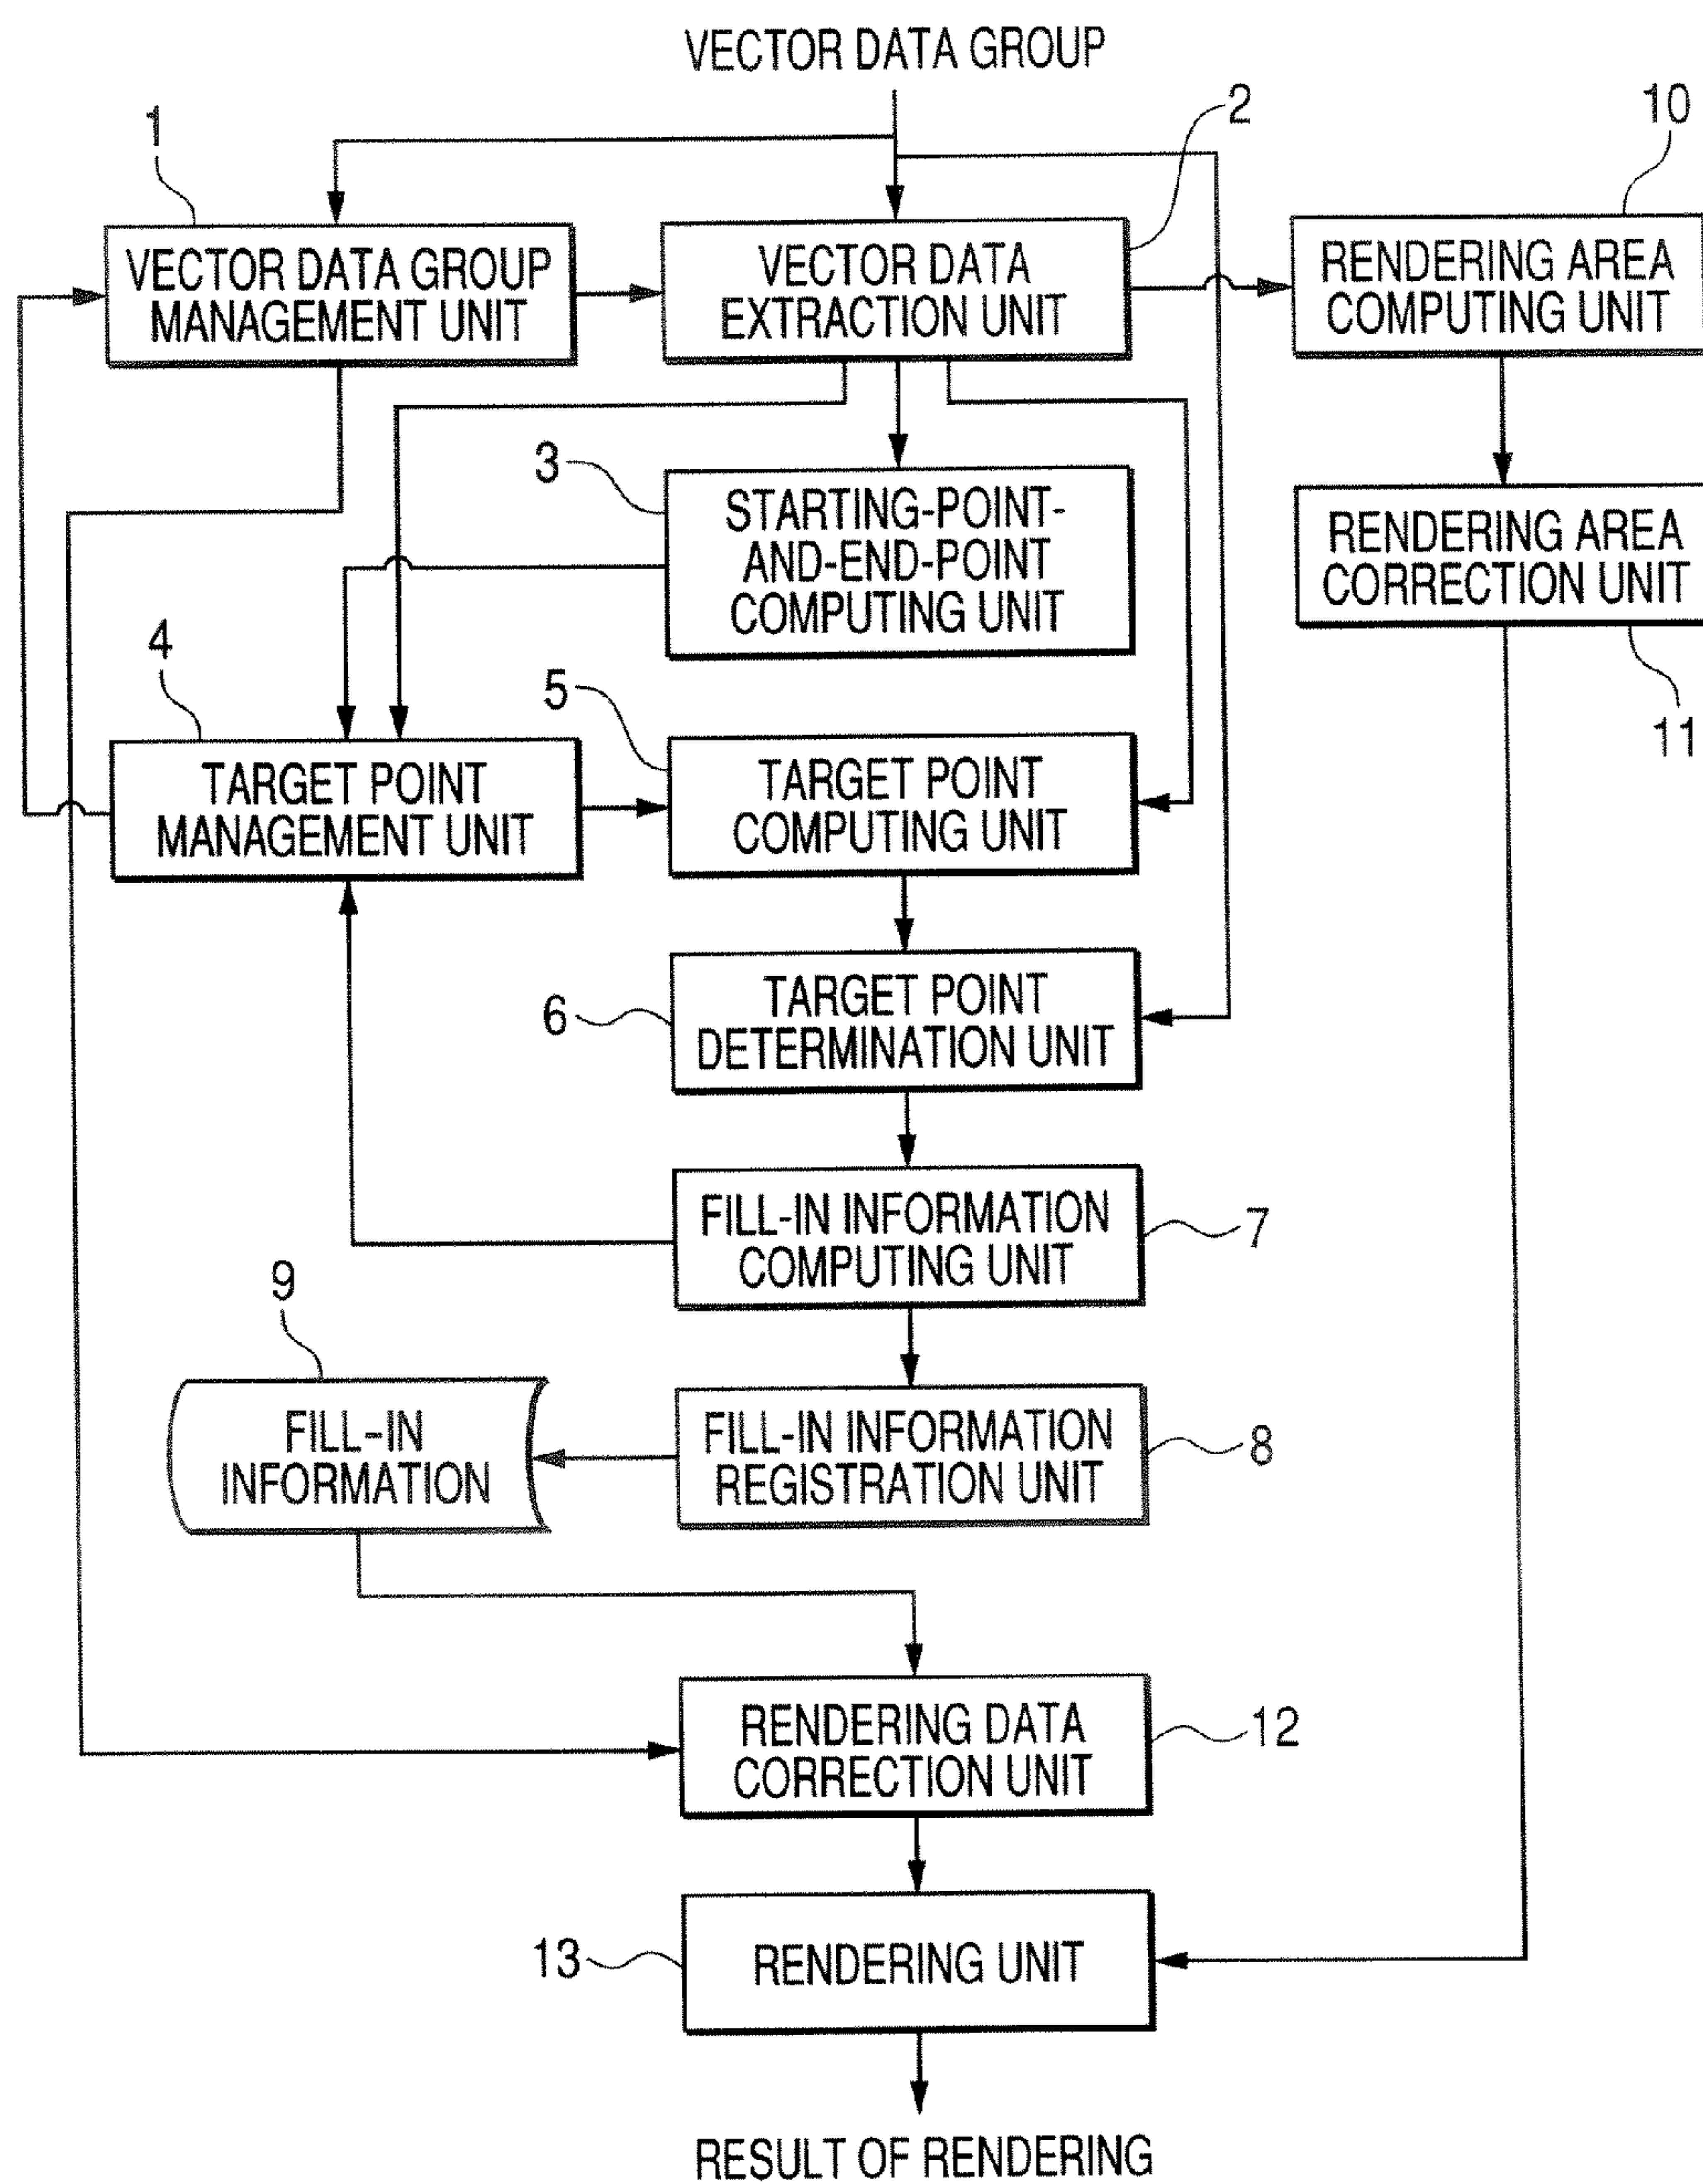 VECTOR DATA GROUP
1
2
10
VECTOR DATA GROUP
MANAGEMENT UNIT
VECTOR DATA
EXTRACTION UNIT
RENDERING AREA
COMPUTING UNIT
3
STARTING-POINT-
AND-END-POINT
COMPUTING UNIT
RENDERING AREA
CORRECTION UNIT
11
4
5
TARGET POINT
MANAGEMENT UNIT
TARGET POINT
COMPUTING UNIT
6
TARGET POINT
DETERMINATION UNIT
FILL-IN INFORMATION
COMPUTING UNIT
7
9
FILL-IN
INFORMATION
FILL-IN INFORMATION
REGISTRATION UNIT
8
RENDERING DATA
CORRECTION UNIT
12
13
RENDERING UNIT
RESULT OF RENDERING